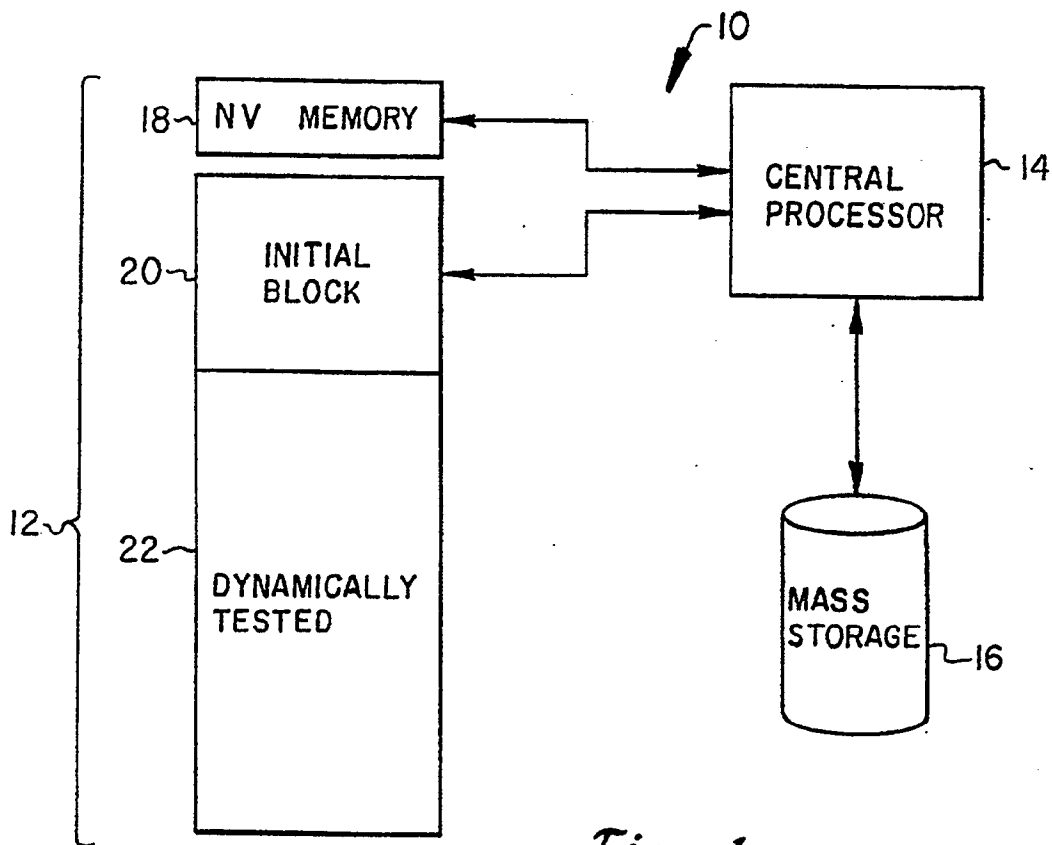 10
18
NV MEMORY
CENTRAL
PROCESSOR
14
20
INITIAL
BLOCK
12
22
DYNAMICALLY
TESTED
MASS
STORAGE
16